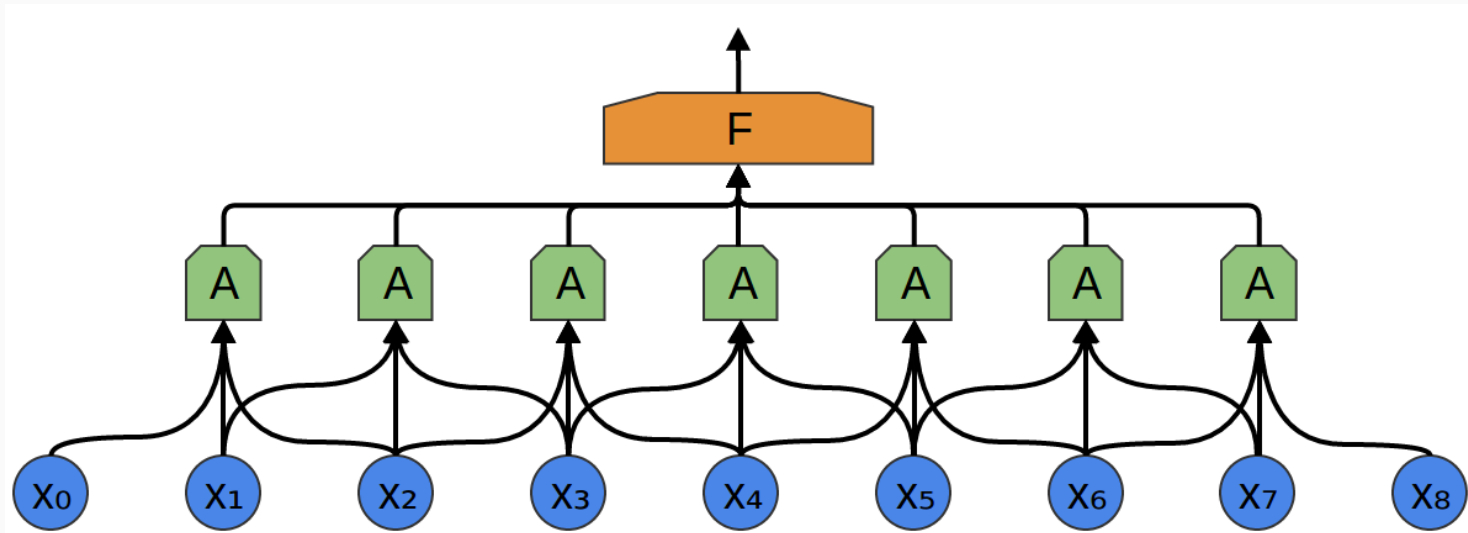 F
A A A A A A A
x₀ x₁ x₂ x₃ x₄ x₅ x₆ x₇ x₈